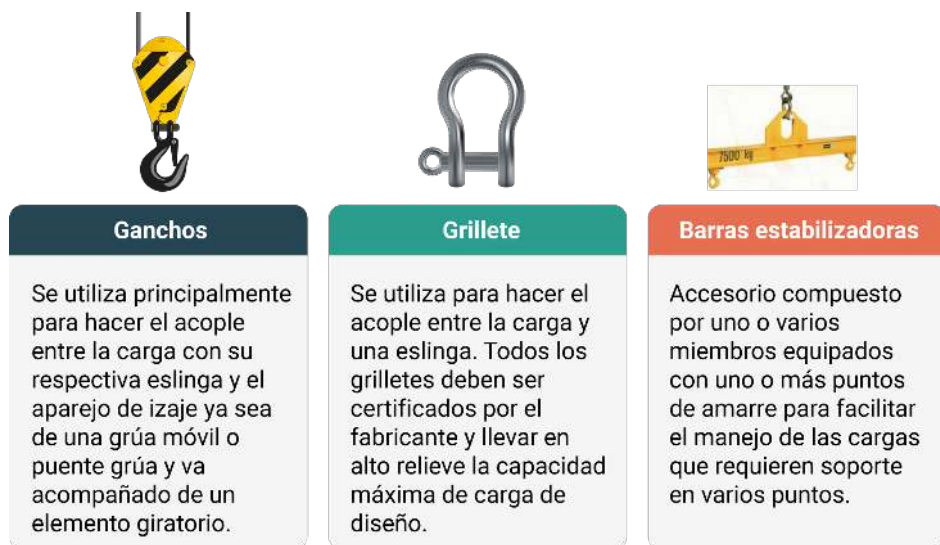 7500 kg
Ganchos
Se utiliza principalmente
para hacer el acople
entre la carga con su
respectiva eslinga y el
aparejo de izaje ya sea
de una grúa móvil o
puente grúa y va
acompañado de un
elemento giratorio.
Grillete
Se utiliza para hacer el
acople entre la carga y
una eslinga. Todos los
grilletes deben ser
certificados por el
fabricante y llevar en
alto relieve la capacidad
máxima de carga de
diseño.
Barras estabilizadoras
Accesorio compuesto
por uno o varios
miembros equipados
con uno o más puntos
de amarre para facilitar
el manejo de las cargas
que requieren soporte
en varios puntos.